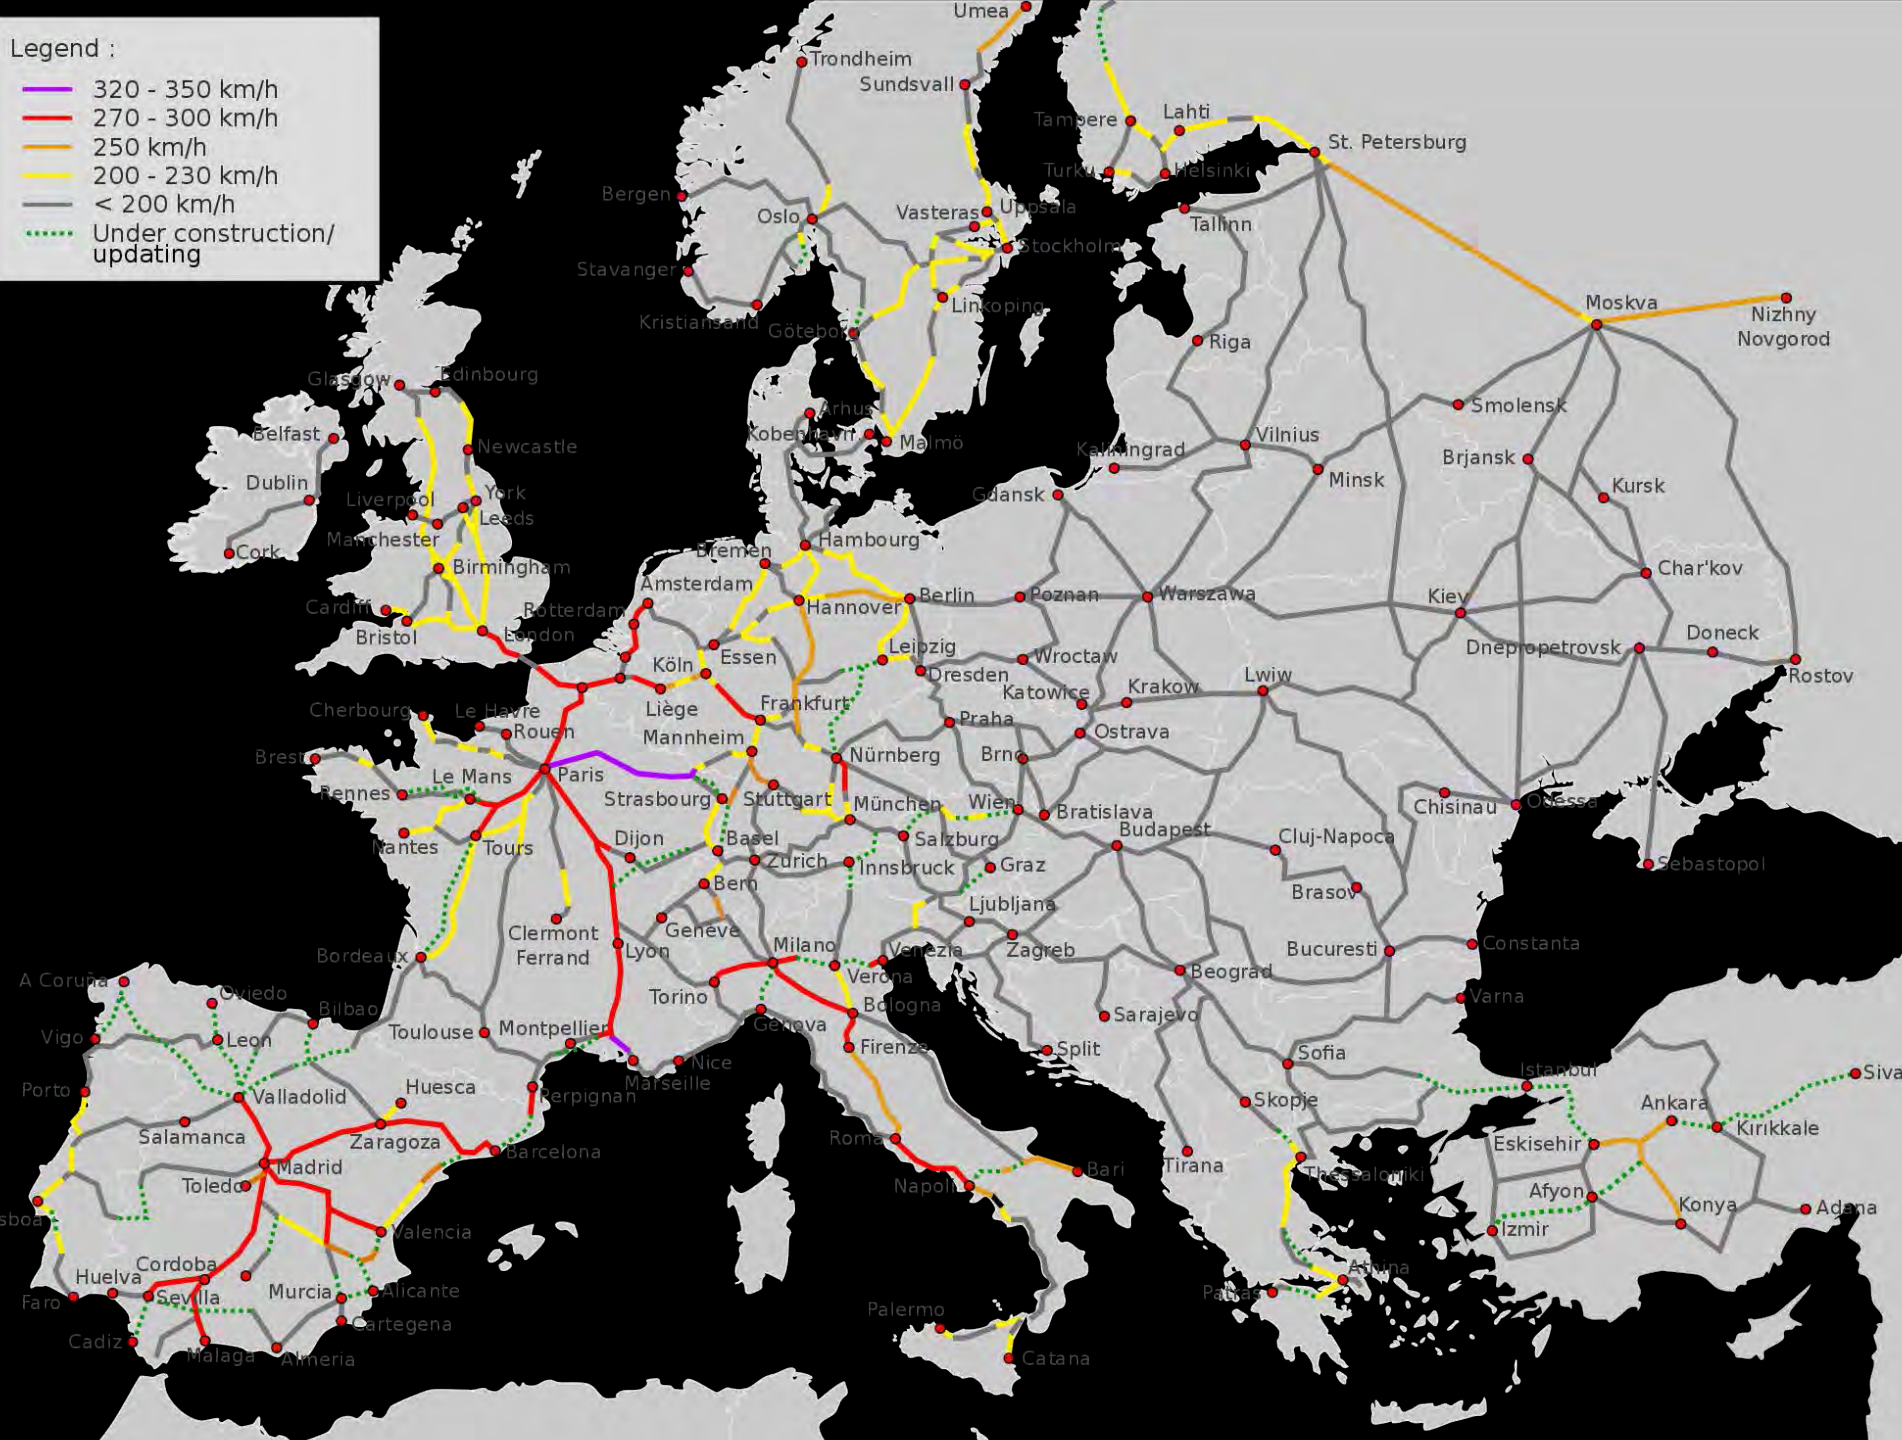 Legend :
320 - 350 km/h
270 - 300 km/h
250 km/h
200 - 230 km/h
< 200 km/h
Under construction/
updating
Umea
Trondheim
Sundsvall
Tampere
Lahti
St. Petersburg
Turku
Helsinki
Bergen
Oslo
Vasteras
Uppsala
Tallinn
Stockholm
Stavanger
Kristiansand
Linkoping
Göteborg
Moskva
Nizhny
Novgorod
Riga
Glasgow
Edinbourg
Arhus
Kobenhavn
Malmö
Smolensk
Belfast
Newcastle
Kaliningrad
Vilnius
Brjansk
Minsk
Dublin
Liverpool
York
Leeds
Gdansk
Kursk
Manchester
Hambourg
Bremen
Cork
Birmingham
Amsterdam
Char'kov
Cardiff
Rotterdam
Hannover
Berlin
Poznan
Warszawa
Kiev
Bristol
London
Essen
Leipzig
Dnepropetrovsk
Doneck
Köln
Dresden
Wroctaw
Rostov
Liège
Frankfurt
Katowice
Krakow
Lwiw
Cherbourg
Le Havre
Rouen
Praha
Ostrava
Mannheim
Brest
Nürnberg
Brno
Le Mans
Paris
Rennes
Strasbourg
Stuttgart
München
Wien
Bratislava
Chisinau
Odessa
Nantes
Tours
Dijon
Basel
Zurich
Salzburg
Budapest
Cluj-Napoca
Innsbruck
Graz
Sebastopol
Bern
Brasov
Ljubljana
Clermont
Ferrand
Genève
Lyon
Milano
Venezia
Zagreb
Bucuresti
Constanta
Bordeaux
Verona
Beograd
A Coruña
Oviedo
Torino
Bologna
Varna
Bilbao
Sarajevo
Vigo
Leon
Toulouse
Montpellier
Genova
Firenze
Split
Sofia
Nice
Istanbul
Siva
Porto
Huesca
Marseille
Valladolid
Perpignan
Skopje
Ankara
Salamanca
Zaragoza
Roma
Eskisehir
Kırıkkale
Barcelona
Madrid
Bari
Tirana
Thessaloniki
Toledo
Napoli
Afyon
Konya
Adana
sboa
Valencia
Izmir
Cordoba
Athina
Huelva
Sevilla
Murcia
Alicante
Patras
Faro
Palermo
Cartegena
Cadiz
Malaga
Almeria
Catana